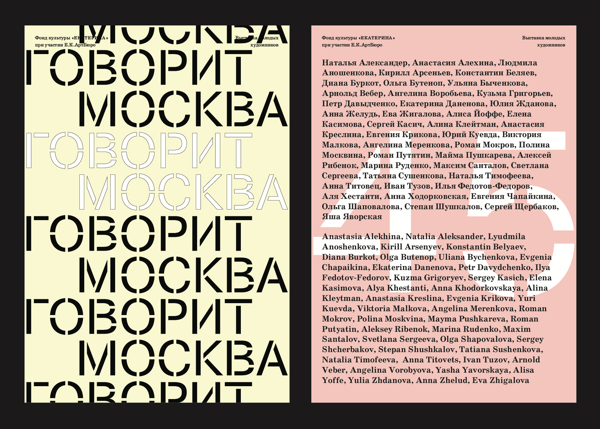 Фонд культуры «ЕКАТЕРИНА»
при участии Б.К.АртБюро
Выставка молодых
художников
МОСКВА
ГОВОРИТ
МОСКВА
ГОВОРИТ
МОСКВА
ГОВОРИТ
МОСКВА
ГОВОРИТ
МОСКВА
ГОВОРИТ
Фонд культуры «ЕКАТЕРИНА»
при участии Б.К.АртБюро
Выставка молодых
художников
45
Наталья Александер, Анастасия Алехина, Людмила
Аношенкова, Кирилл Арсеньев, Константин Беляев,
Диана Буркот, Ольга Бутеноп, Ульяна Быченкова,
Арнольд Вебер, Ангелина Воробьева, Кузьма Григорьев,
Петр Давыдченко, Екатерина Даненова, Юлия Жданова,
Анна Желудь, Ева Жигалова, Алиса Йоффе, Елена
Касимова, Сергей Касич, Алина Клейтман, Анастасия
Креслина, Евгения Крикова, Юрий Куевда, Виктория
Малкова, Ангелина Меренкова, Роман Мокров, Полина
Москвина, Роман Путятин, Майма Пушкарева, Алексей
Рибенок, Марина Руденко, Максим Санталов, Светлана
Сергеева, Татьяна Сушенкова, Наталья Тимофеева,
Анна Титовец, Иван Тузов, Илья Федотов-Федоров,
Аля Хестанти, Анна Ходорковская, Евгения Чапайкина,
Ольга Шаповалова, Степан Шушкалов, Сергей Щербаков,
Яша Яворская
Anastasia Alekhina, Natalia Aleksander, Lyudmila
Anoshenkova, Kirill Arsenyev, Konstantin Belyaev,
Diana Burkot, Olga Butenop, Uliana Bychenkova, Evgenia
Chapaikina, Ekaterina Danenova, Petr Davydchenko, Ilya
Fedotov-Fedorov, Kuzma Grigoryev, Sergey Kasich, Elena
Kasimova, Alya Khestanti, Anna Khodorkovskaya, Alina
Kleytman, Anastasia Kreslina, Evgenia Krikova, Yuri
Kuevda, Viktoria Malkova, Angelina Merenkova, Roman
Mokrov, Polina Moskvina, Mayma Pushkareva, Roman
Putyatin, Aleksey Ribenok, Marina Rudenko, Maxim
Santalov, Svetlana Sergeeva, Olga Shapovalova, Sergey
Shcherbakov, Stepan Shushkalov, Tatiana Sushenkova,
Natalia Timofeeva, Anna Titovets, Ivan Tuzov, Arnold
Veber, Angelina Vorobyova, Yasha Yavorskaya, Alisa
Yoffe, Yulia Zhdanova, Anna Zhelud, Eva Zhigalova